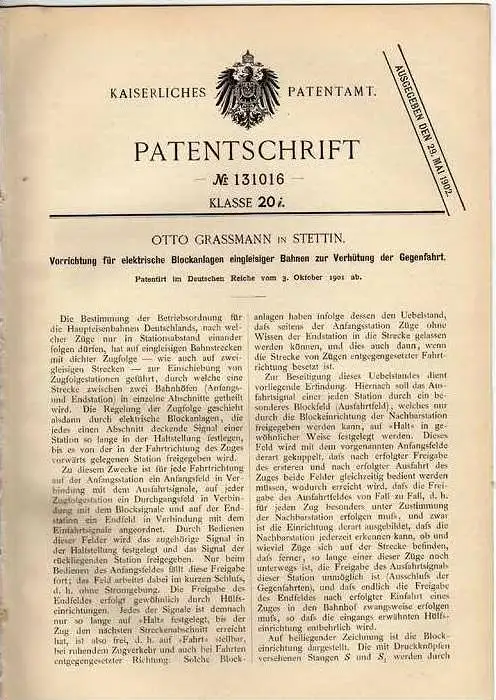 KAISERLICHES PATENTAMT.
AUSGEGEBEN DEN 29. MAI 1902.
PATENTSCHRIFT
— № 131016 —
KLASSE 20 i.
OTTO GRASSMANN IN STETTIN.
Vorrichtung für elektrische Blockanlagen eingleisiger Bahnen zur Verhütung der Gegenfahrt.
Patentirt im Deutschen Reiche vom 3. Oktober 1901 ab.
Die Bestimmung der Betriebsordnung für
die Haupteisenbahnen Deutschlands, nach wel-
cher Züge nur in Stationsabstand einander
folgen dürfen, hat auf eingleisigen Bahnstrecken
mit dichter Zugfolge — wie auch auf zwei-
gleisigen Strecken — zur Einschiebung von
Zugfolgestationen geführt, durch welche eine
Strecke zwischen zwei Bahnhöfen (Anfangs-
und Endstation) in einzelne Abschnitte getheilt
wird. Die Regelung der Zugfolge geschieht
alsdann durch elektrische Blockanlagen, die
jedes einen Abschnitt deckende Signal einer
Station so lange in der Haltstellung festlegen,
bis es von der in der Fahrtrichtung des Zuges
vorwärts gelegenen Station freigegeben wird.
Zu diesem Zwecke ist für jede Fahrtrichtung
auf der Anfangsstation ein Anfangsfeld in Ver-
bindung mit dem Ausfahrtsignale, auf jeder
Zugfolgestation ein Durchgangsfeld in Verbin-
dung mit dem Blocksignale und auf der End-
station ein Endfeld in Verbindung mit dem
Einfahrtsignale angeordnet. Durch Bedienen
dieser Felder wird das zugehörige Signal in
der Haltstellung festgelegt und das Signal der
rückliegenden Station freigegeben. Nur beim
Bedienen des Anfangsfeldes fällt diese Freigabe
fort; das Feld arbeitet dabei im kurzen Schluss,
d. h. ohne Stromgebung. Die Freigabe des
Endfeldes erfolgt gewöhnlich durch Hülfs-
einrichtungen. Jedes der Signale ist demnach
nur so lange auf »Halt« festgelegt, bis der
Zug den nächsten Streckenabschnitt erreicht
hat, ist also frei, d. h. auf »Fahrt« stellbar,
bei ruhendem Zugverkehr und auch bei Fahrten
entgegengesetzter Richtung: Solche Block-
anlagen haben infolge dessen den Uebelstand,
dafs seitens der Anfangsstation Züge ohne
Wissen der Endstation in die Strecke gelassen
werden können, und dies auch dann, wenn
die Strecke von Zügen entgegengesetzter Fahrt-
richtung besetzt ist.
Zur Beseitigung dieses Uebelstandes dient
vorliegende Erfindung. Hiernach soll das Aus-
fahrtsignal einer jeden Station durch ein be-
sonderes Blockfeld (Ausfahrtfeld), welches nur
durch die Blockeinrichtung der Nachbarstation
freigegeben werden kann, auf »Halt« in ge-
wöhnlicher Weise festgelegt werden. Dieses
Feld wird mit dem vorgenannten Anfangsfelde
derart gekuppelt, dafs nach erfolgter Freigabe
des ersteren und nach erfolgter Ausfahrt des
Zuges beide Felder gleichzeitig bedient werden
müssen, wodurch erreicht wird, dafs die Frei-
gabe des Ausfahrtfeldes von Fall zu Fall, d. h.
für jeden Zug besonders unter Zustimmung
der Nachbarstation erfolgen mufs, und zwar
ist die Einrichtung derart ausgebildet, dafs die
Nachbarstation jederzeit erkennen kann, ob und
wieviel Züge sich auf der Strecke befinden,
dafs ferner, so lange einer dieser Züge noch
unterwegs ist, die Freigabe des Ausfahrtsignals
dieser Station unmöglich ist (Ausschlufs der
Gegenfahrten), und dafs endlich die Freigabe
des Endfeldes nach erfolgter Einfahrt eines
Zuges in den Bahnhof zwangsweise erfolgen
mufs, so dafs die eingangs erwähnten Hülfs-
einrichtung entbehrlich wird.
Auf beiliegender Zeichnung ist die Block-
einrichtung dargestellt. Die mit Druckknöpfen
versehenen Stangen S und S₁ werden durch